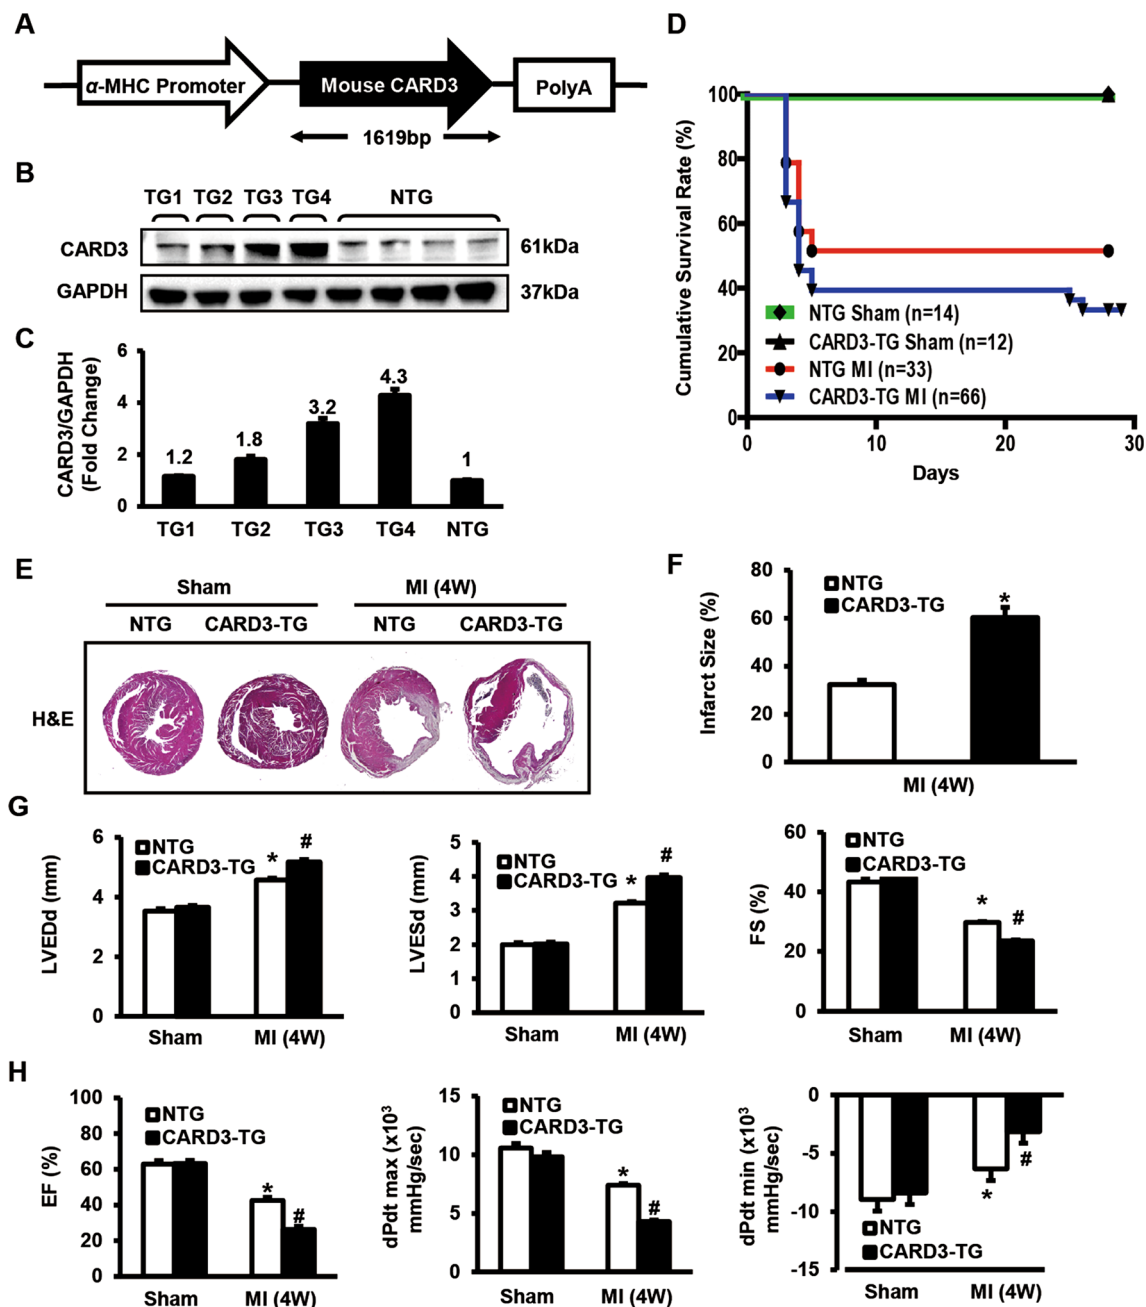 A
α-MHC Promoter
Mouse CARD3
PolyA
1619bp
B
TG1 TG2 TG3 TG4 NTG
CARD3
61kDa
GAPDH
37kDa
C
CARD3/GAPDH
(Fold Change)
6
4
2
0
1.2
1.8
3.2
4.3
1
TG1 TG2 TG3 TG4 NTG
D
Cumulative Survival Rate (%)
100
80
60
40
20
0
NTG Sham (n=14)
CARD3-TG Sham (n=12)
NTG MI (n=33)
CARD3-TG MI (n=66)
0 10 20 30
Days
E
Sham MI (4W)
NTG CARD3-TG NTG CARD3-TG
H&E
F
Infarct Size (%)
80
60
40
20
0
NTG
CARD3-TG
*
MI (4W)
G
LVEDd (mm)
6
4
2
0
NTG
CARD3-TG
*
#
Sham MI (4W)
LVESd (mm)
5
4
3
2
1
0
NTG
CARD3-TG
*
#
Sham MI (4W)
FS (%)
60
40
20
0
NTG
CARD3-TG
*
#
Sham MI (4W)
H
EF (%)
100
80
60
40
20
0
NTG
CARD3-TG
*
#
Sham MI (4W)
dPdt max (x10³
mmHg/sec)
15
10
5
0
NTG
CARD3-TG
*
#
Sham MI (4W)
dPdt min (x10³
mmHg/sec)
0
-5
-10
-15
*
#
NTG
CARD3-TG
Sham MI (4W)